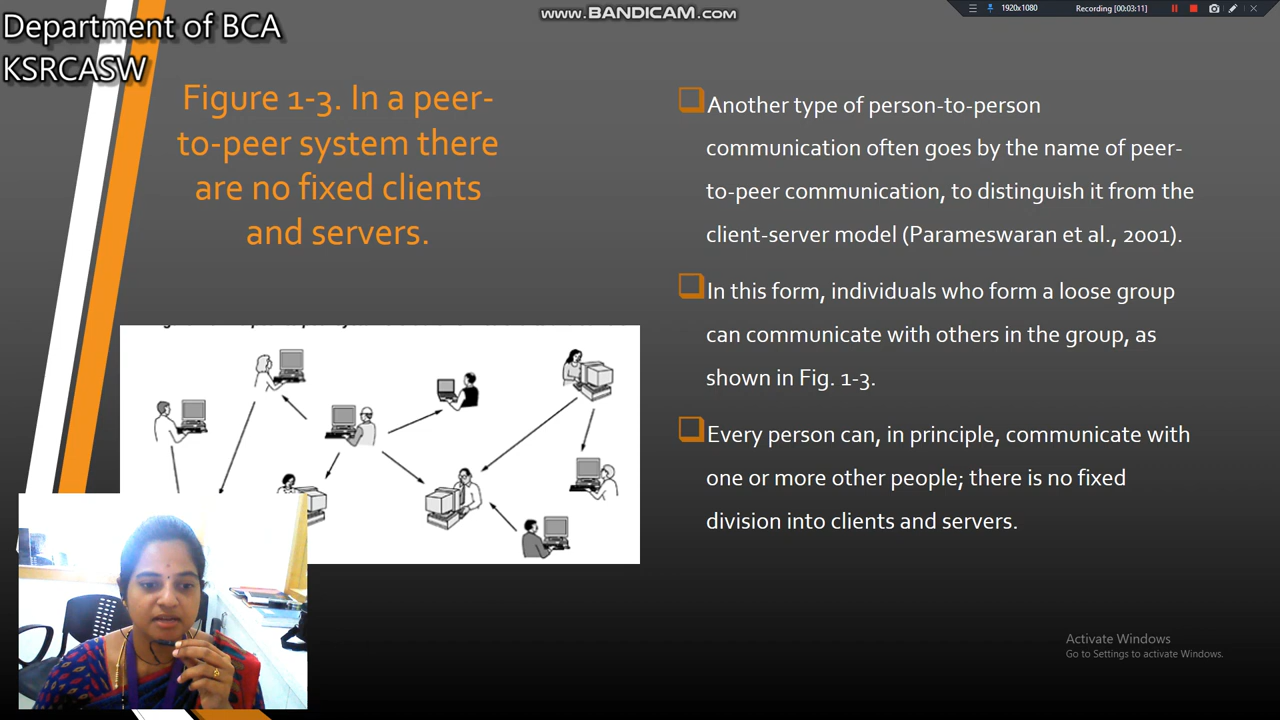 Department of BCA
KSRCASW
www.BANDICAM.com
1920x1080
Recording [00:03:11]
Figure 1-3. In a peer-
to-peer system there
are no fixed clients
and servers.
Another type of person-to-person
communication often goes by the name of peer-
to-peer communication, to distinguish it from the
client-server model (Parameswaran et al., 2001).
In this form, individuals who form a loose group
can communicate with others in the group, as
shown in Fig. 1-3.
Every person can, in principle, communicate with
one or more other people; there is no fixed
division into clients and servers.
Activate Windows
Go to Settings to activate Windows.